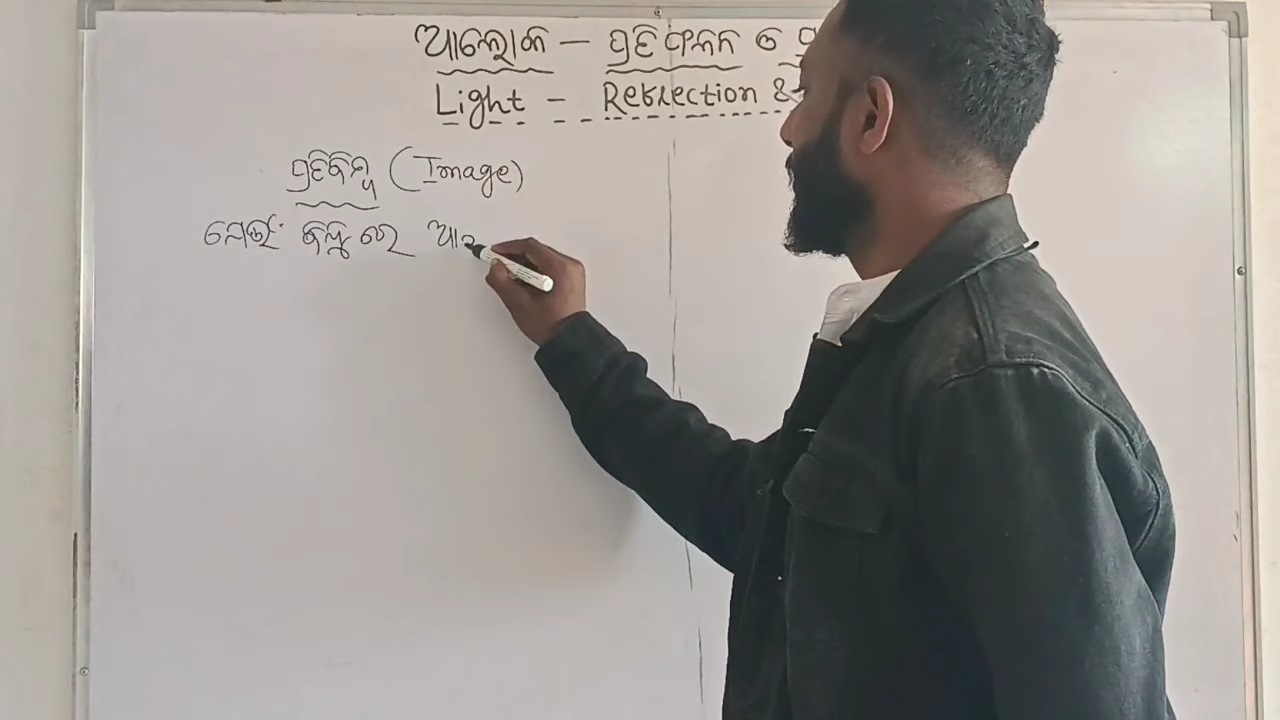 ଆଲୋକ — ପ୍ରତିଫଳନ ଓ
Light - Reflection &
ପ୍ରତିବିମ୍ବ (Image)
ଯେଉଁ ବିନ୍ଦୁ ରେ